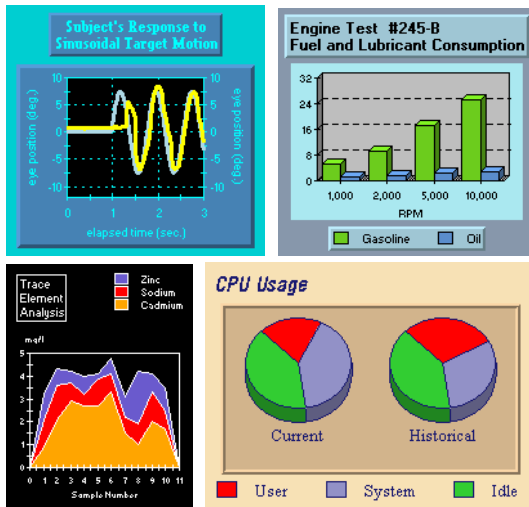 Subject's Response to
Sinusoidal Target Motion
10
5
0
-5
-10
eye position (deg.)
10
5
0
-5
-10
eye position (deg.)
0 1 2 3
elapsed time (sec.)
Engine Test #245-B
Fuel and Lubricant Consumption
32
24
16
8
0
1,000 2,000 5,000 10,000
RPM
Gasoline Oil
Trace
Element
Analysis
Zinc
Sodium
Cadmium
mg/l
5
4
3
2
1
0
0 1 2 3 4 5 6 7 8 9 10 11
Sample Number
CPU Usage
Current Historical
User System Idle